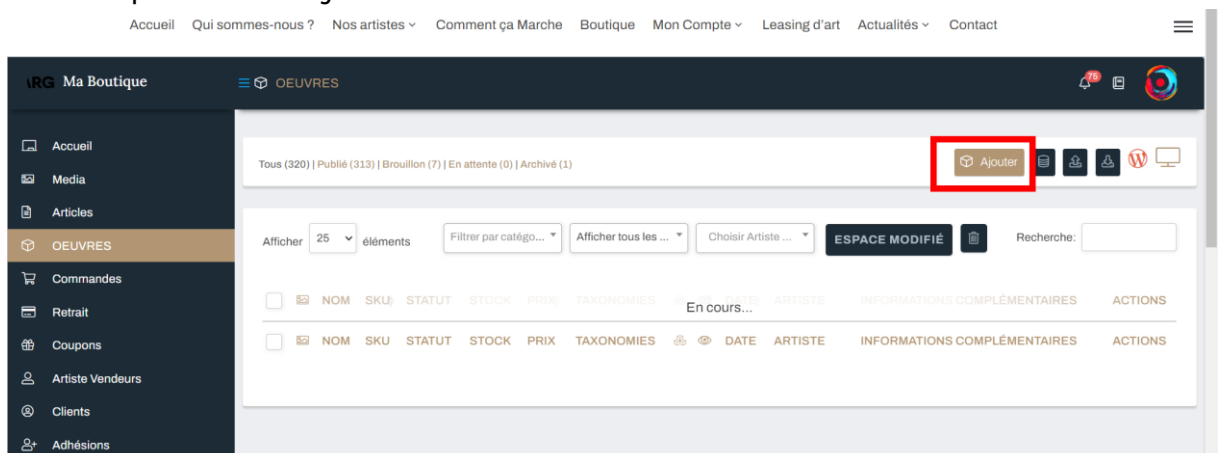 Accueil Qui sommes-nous ? Nos artistes Comment ça Marche Boutique Mon Compte Leasing d'art Actualités Contact
ARG Ma Boutique OEUVRES 75
Accueil
Tous (320) | Publié (313) | Brouillon (7) | En attente (0) | Archivé (1) Ajouter
Media
Articles
OEUVRES
Afficher 25 éléments Filtrer par catégo... Afficher tous les ... Choisir Artiste ... ESPACE MODIFIÉ Recherche:
Commandes
NOM SKU STATUT STOCK PRIX TAXONOMIES DATE ARTISTE INFORMATIONS COMPLÉMENTAIRES ACTIONS
En cours...
Retrait
NOM SKU STATUT STOCK PRIX TAXONOMIES DATE ARTISTE INFORMATIONS COMPLÉMENTAIRES ACTIONS
Coupons
Artiste Vendeurs
Clients
Adhésions